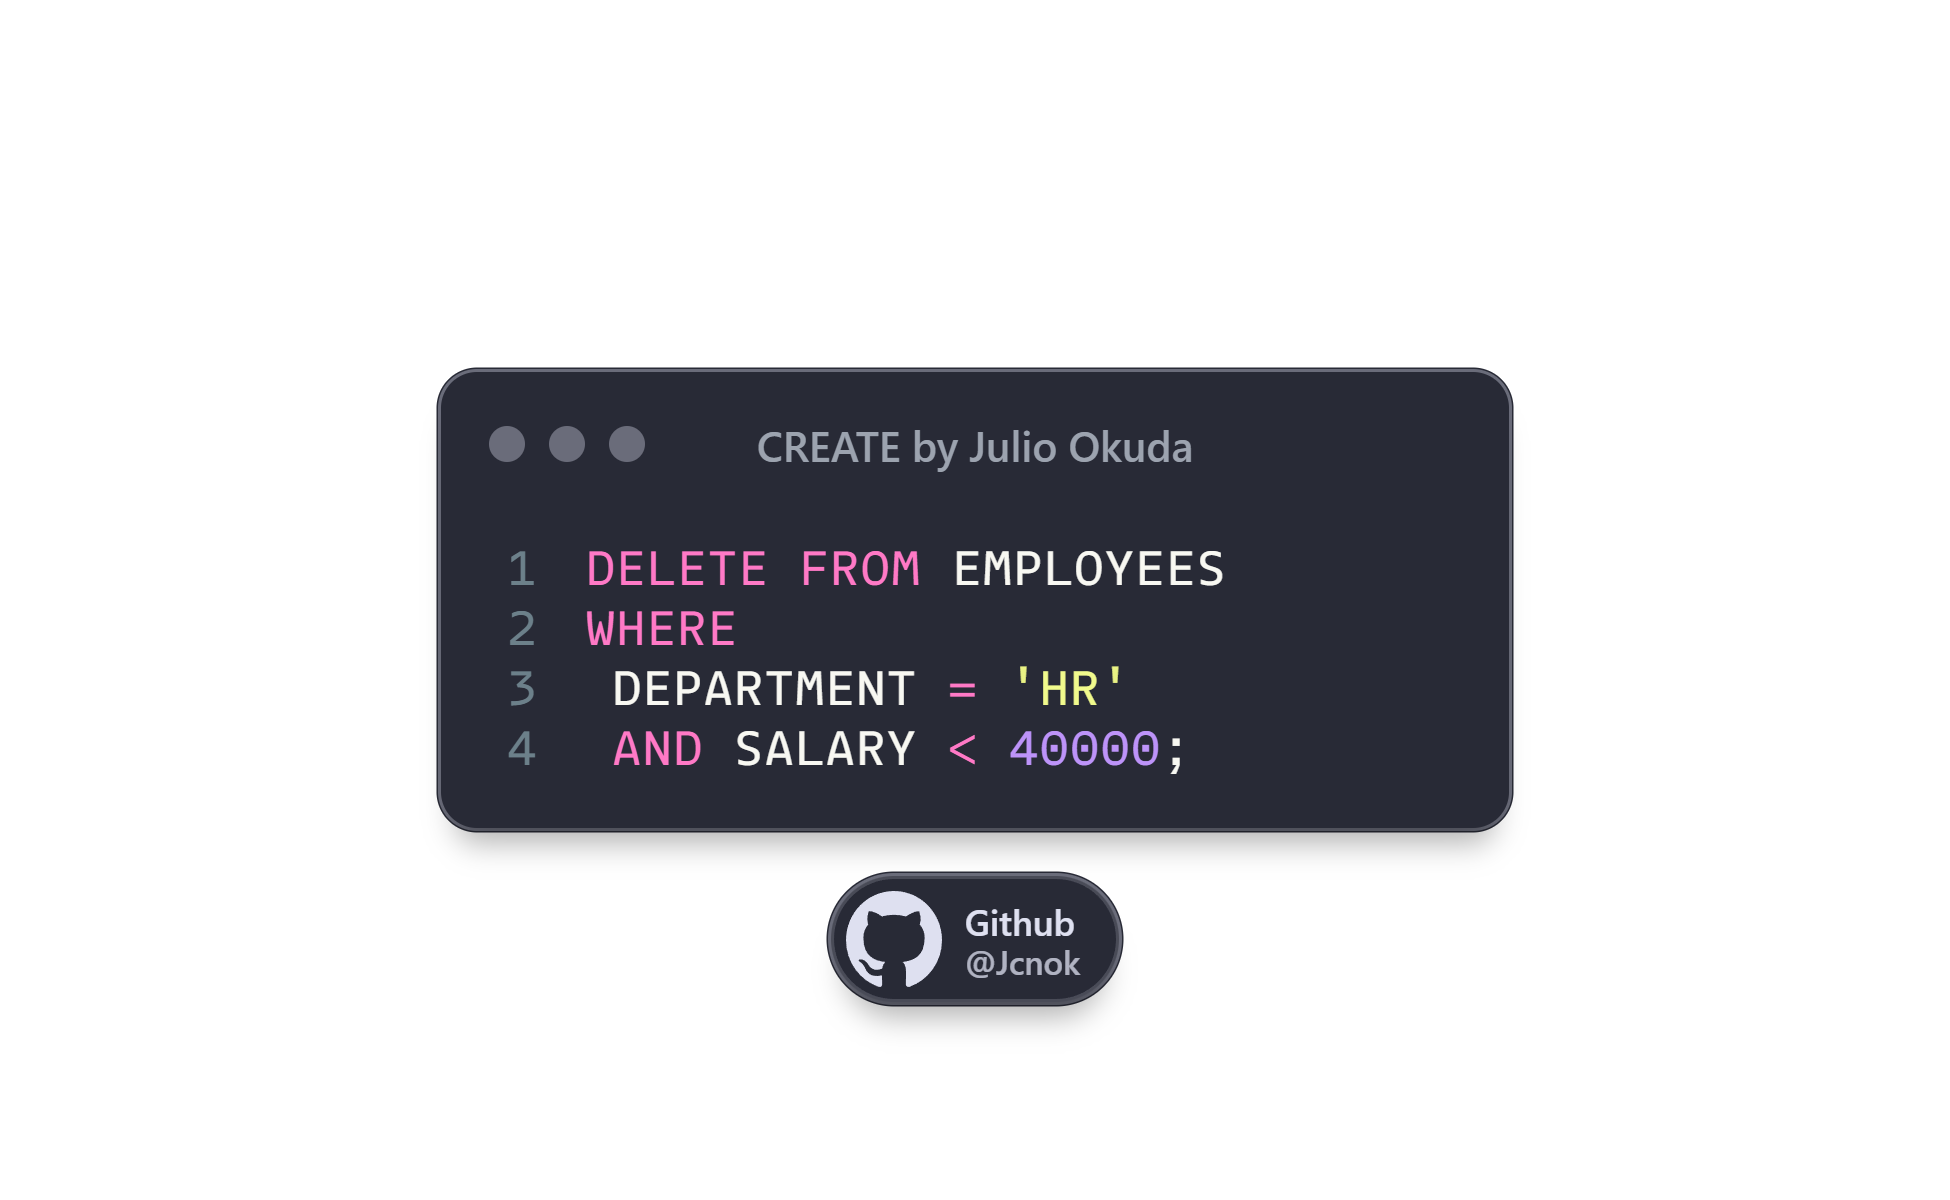 CREATE by Julio Okuda
1 DELETE FROM EMPLOYEES
2 WHERE
3 DEPARTMENT = 'HR'
4 AND SALARY < 40000;
Github
@Jcnok